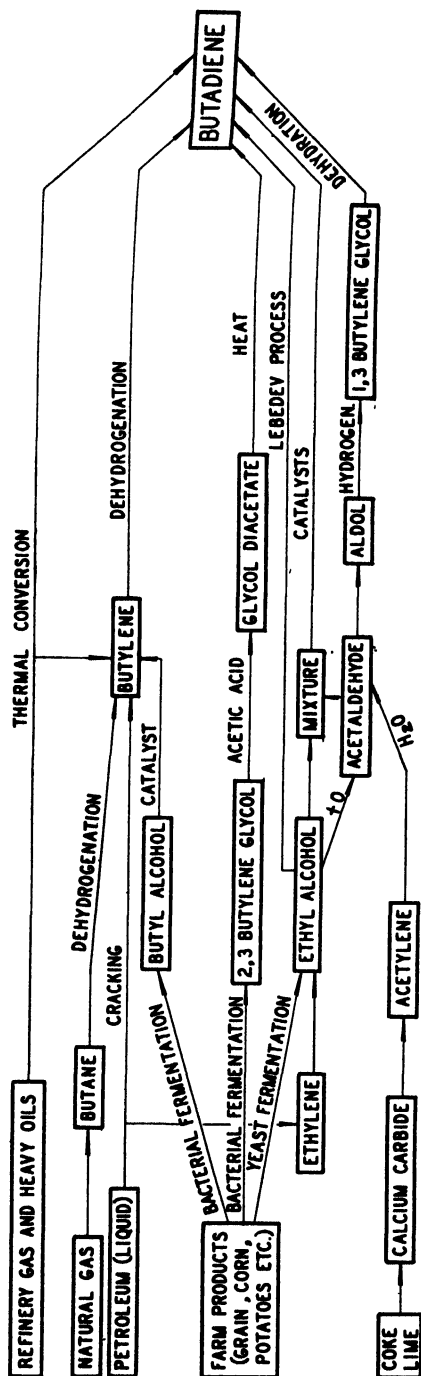 REFINERY GAS AND HEAVY OILS
THERMAL CONVERSION
BUTADIENE
NATURAL GAS
BUTANE
DEHYDROGENATION
BUTYLENE
DEHYDROGENATION
PETROLEUM (LIQUID)
CRACKING
BUTYL ALCOHOL
CATALYST
BACTERIAL FERMENTATION
FARM PRODUCTS
(GRAIN, CORN,
POTATOES ETC.)
BACTERIAL FERMENTATION
2,3 BUTYLENE GLYCOL
ACETIC ACID
GLYCOL DIACETATE
HEAT
YEAST FERMENTATION
LEBEDEV PROCESS
ETHYLENE
ETHYL ALCOHOL
MIXTURE
CATALYSTS
+O
ACETALDEHYDE
ALDOL
HYDROGEN
1,3 BUTYLENE GLYCOL
DEHYDRATION
COKE
LIME
CALCIUM CARBIDE
ACETYLENE
H₂O